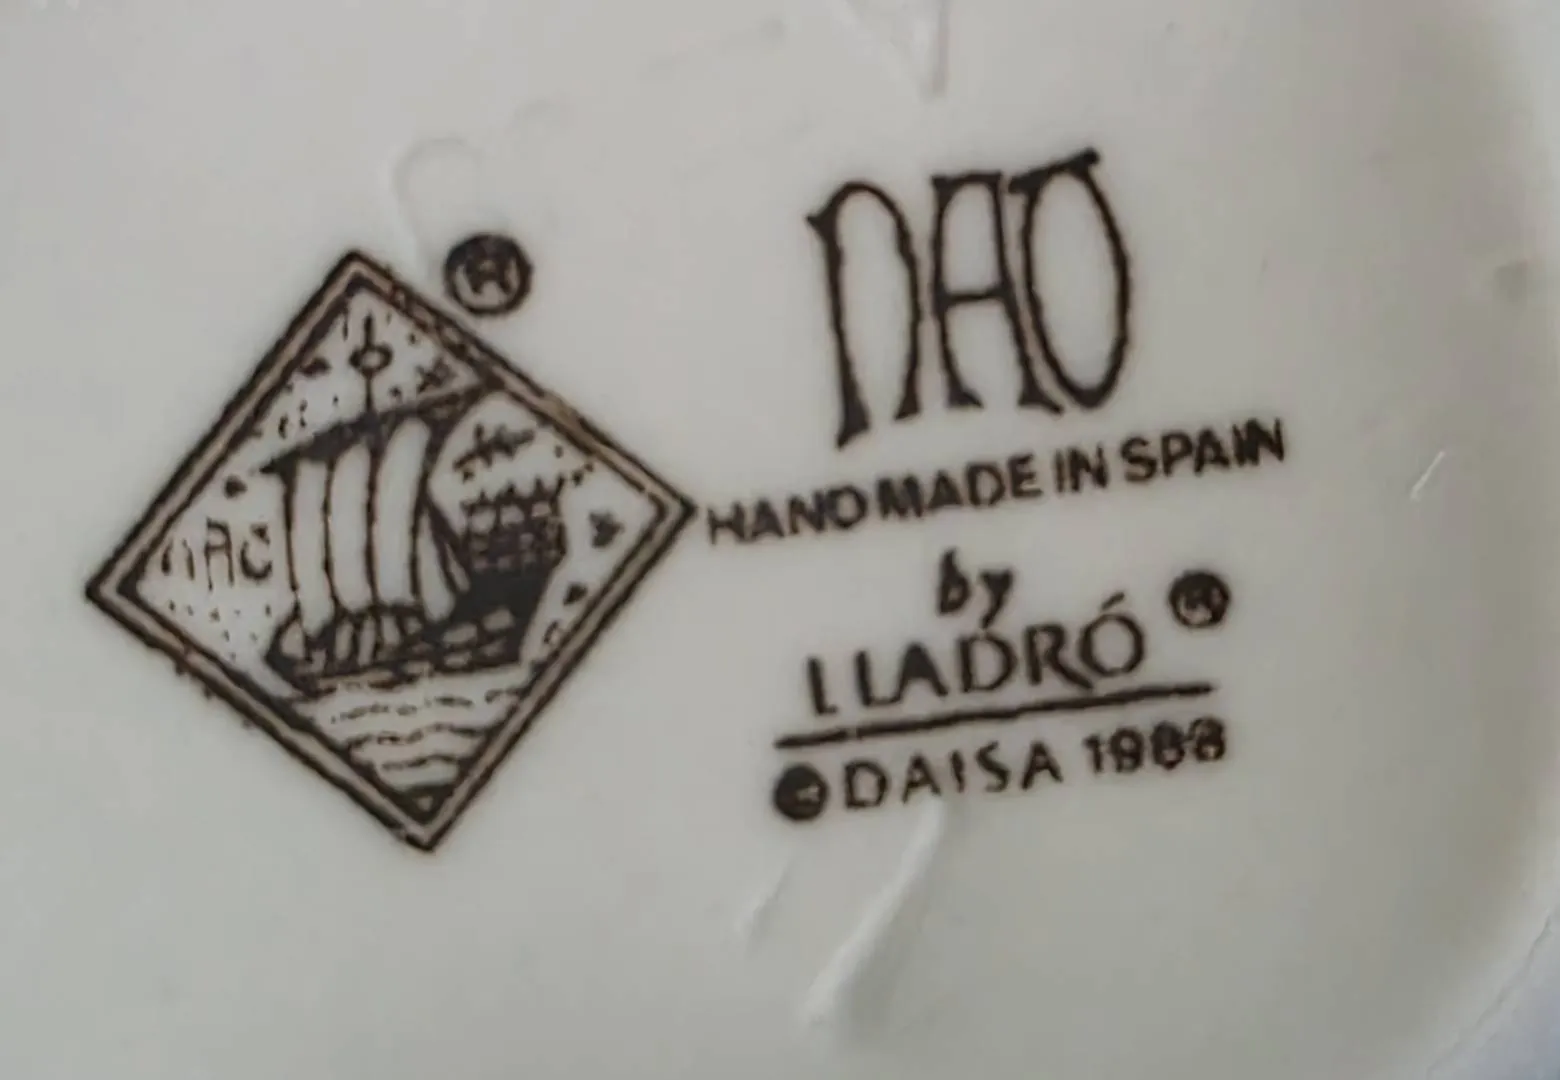 NAO
®
NAO
HANDMADE IN SPAIN
by
LLADRÓ ®
© DAISA 1988